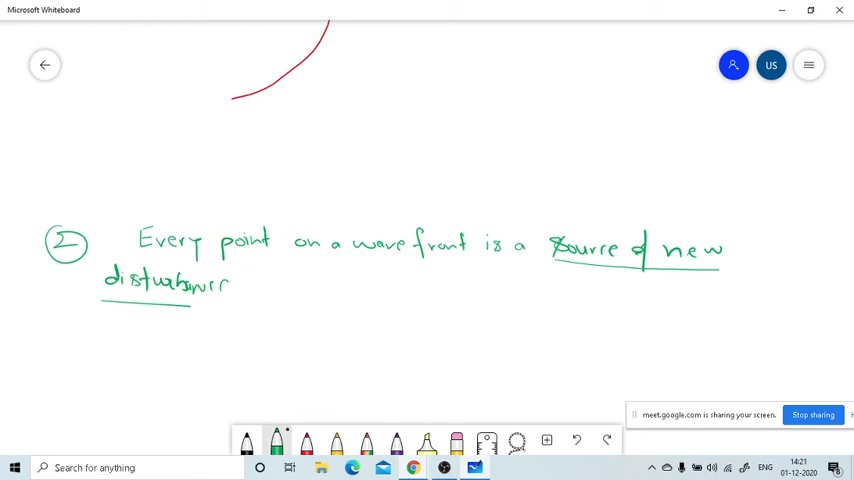 Microsoft Whiteboard
US
2 Every point on a wavefront is a source of new
disturbance
meet.google.com is sharing your screen.
Stop sharing
H
Search for anything
ENG
14:21
01-12-2020
8